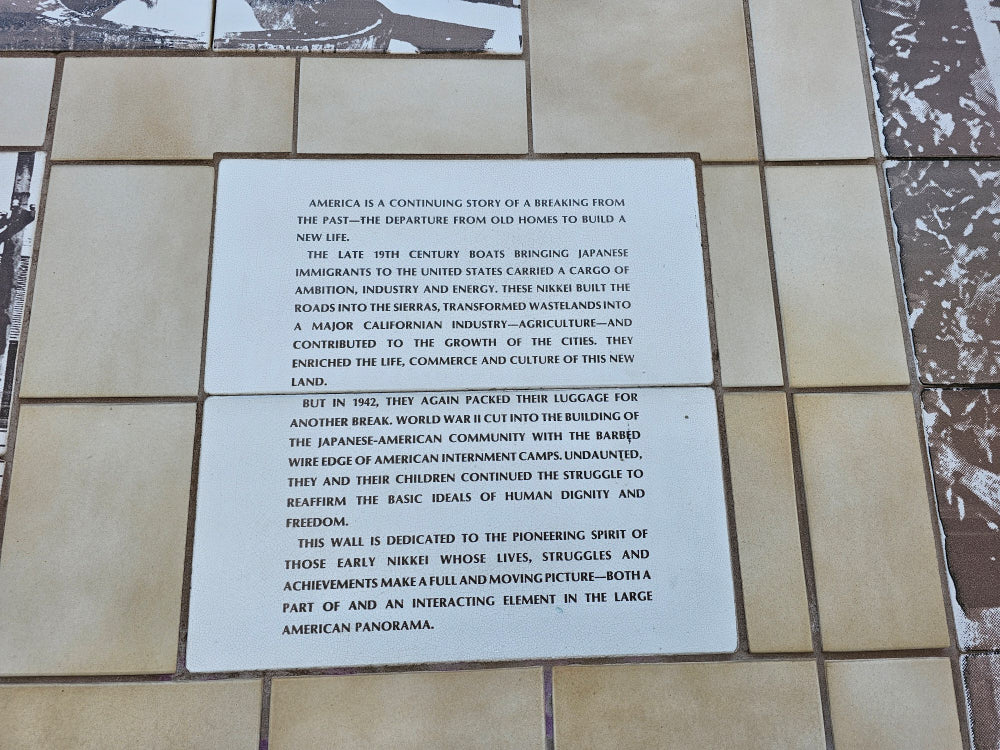 AMERICA IS A CONTINUING STORY OF A BREAKING FROM
THE PAST—THE DEPARTURE FROM OLD HOMES TO BUILD A
NEW LIFE.
THE LATE 19TH CENTURY BOATS BRINGING JAPANESE
IMMIGRANTS TO THE UNITED STATES CARRIED A CARGO OF
AMBITION, INDUSTRY AND ENERGY. THESE NIKKEI BUILT THE
ROADS INTO THE SIERRAS, TRANSFORMED WASTELANDS INTO
A MAJOR CALIFORNIAN INDUSTRY—AGRICULTURE—AND
CONTRIBUTED TO THE GROWTH OF THE CITIES. THEY
ENRICHED THE LIFE, COMMERCE AND CULTURE OF THIS NEW
LAND.
BUT IN 1942, THEY AGAIN PACKED THEIR LUGGAGE FOR
ANOTHER BREAK. WORLD WAR II CUT INTO THE BUILDING OF
THE JAPANESE-AMERICAN COMMUNITY WITH THE BARBED
WIRE EDGE OF AMERICAN INTERNMENT CAMPS. UNDAUNTED,
THEY AND THEIR CHILDREN CONTINUED THE STRUGGLE TO
REAFFIRM THE BASIC IDEALS OF HUMAN DIGNITY AND
FREEDOM.
THIS WALL IS DEDICATED TO THE PIONEERING SPIRIT OF
THOSE EARLY NIKKEI WHOSE LIVES, STRUGGLES AND
ACHIEVEMENTS MAKE A FULL AND MOVING PICTURE—BOTH A
PART OF AND AN INTERACTING ELEMENT IN THE LARGE
AMERICAN PANORAMA.